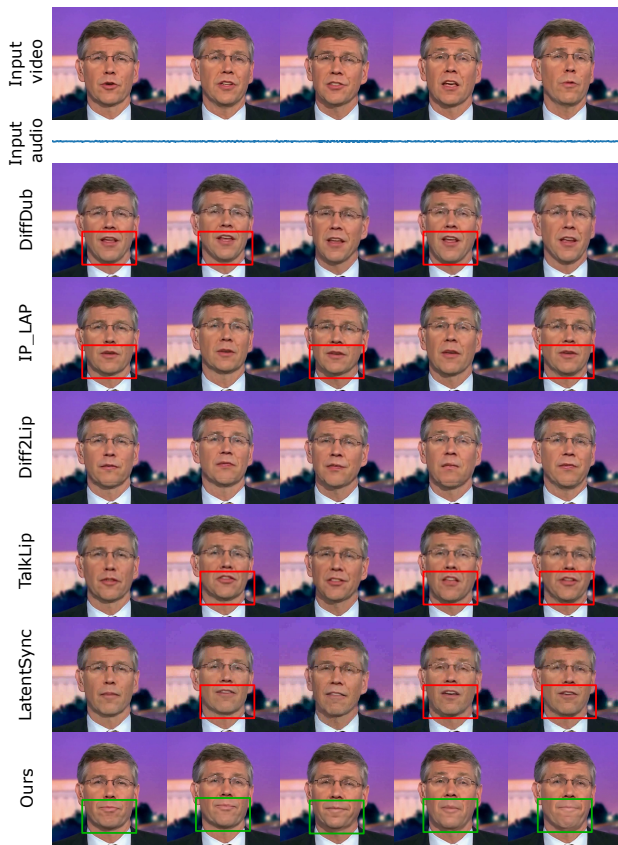 Input
video
Input
audio
DiffDub
IP_LAP
Diff2Lip
TalkLip
LatentSync
Ours